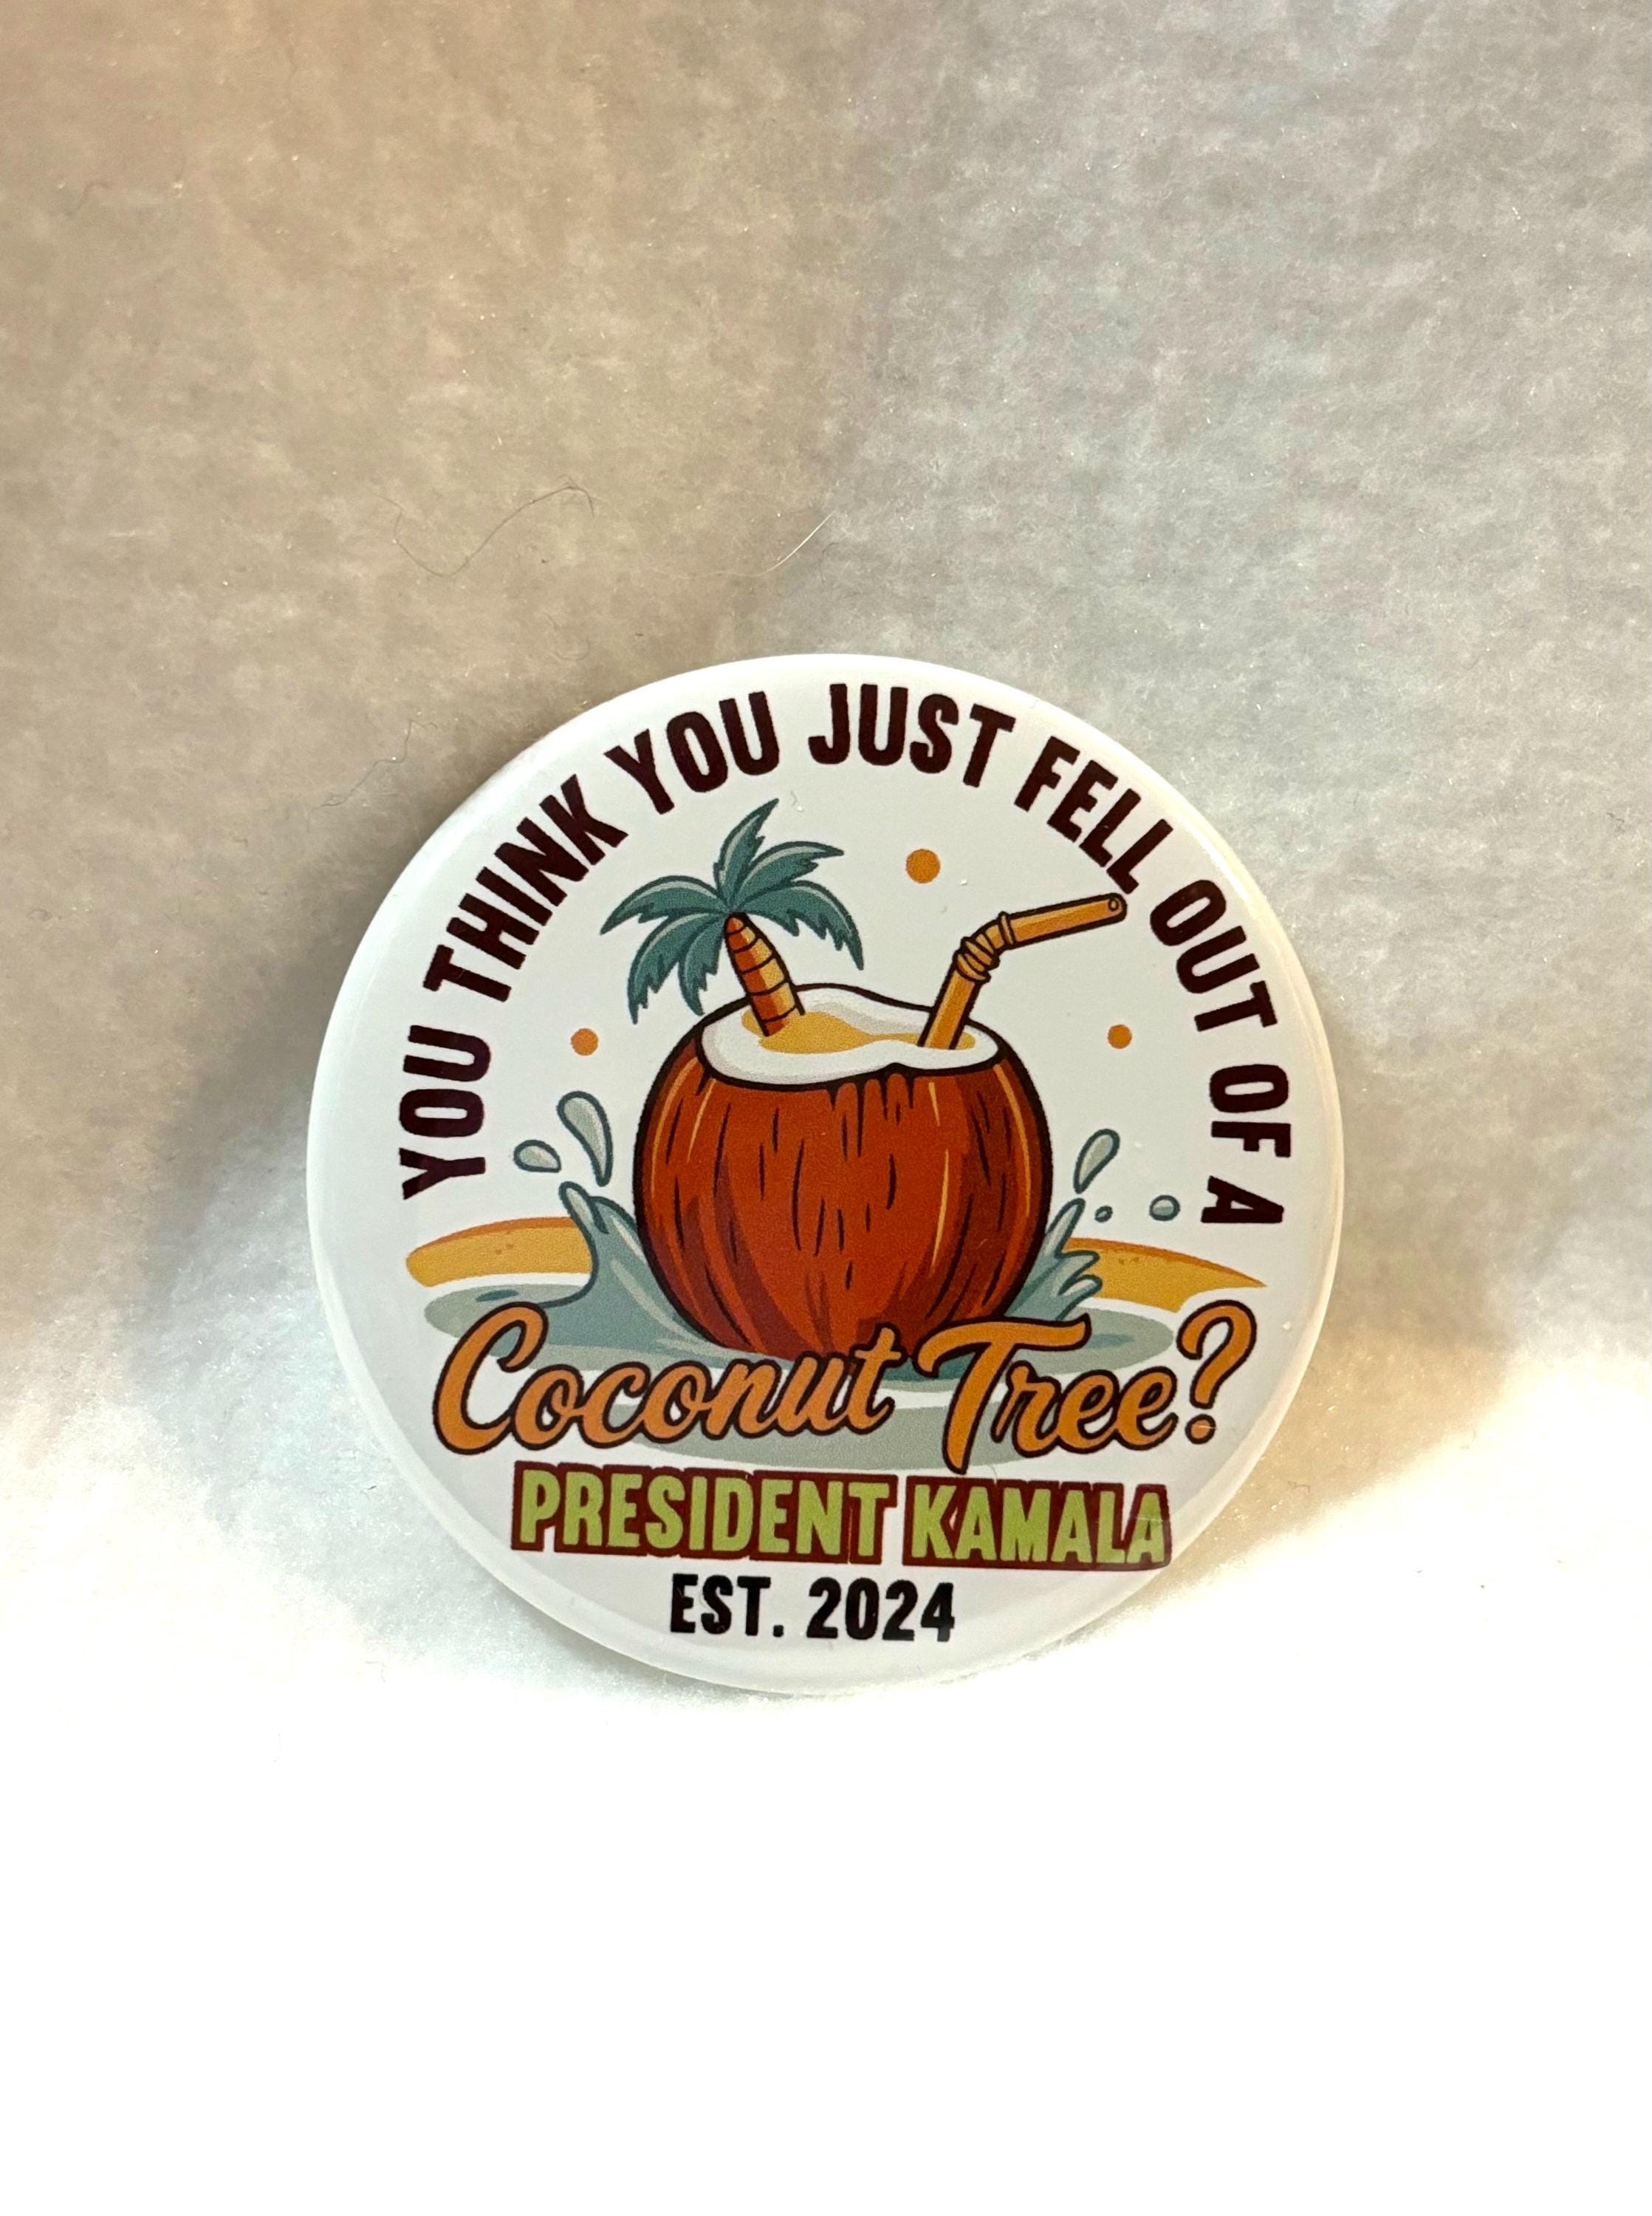 YOU THINK YOU JUST FELL OUT OF A
Coconut Tree?
PRESIDENT KAMALA
EST. 2024